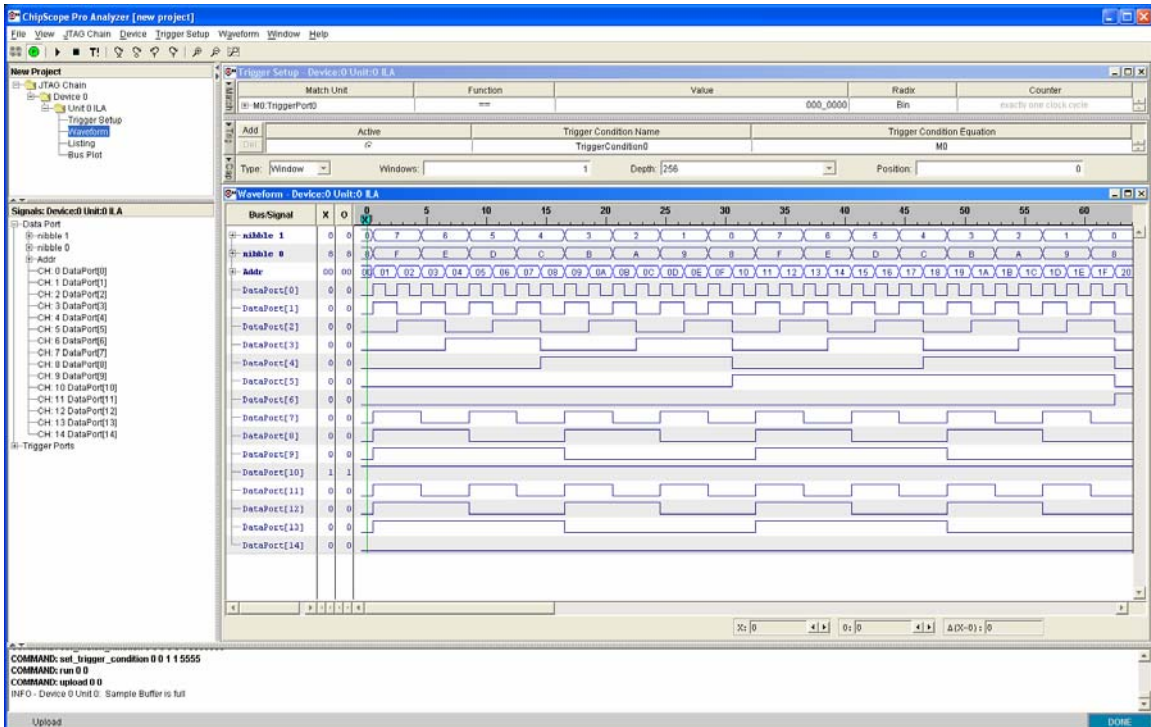 ChipScope Pro Analyzer [new project]
File View JTAG Chain Device Trigger Setup Waveform Window Help
T!
New Project
JTAG Chain
Device 0
Unit 0 ILA
Trigger Setup
Waveform
Listing
Bus Plot
Signals: Device:0 Unit:0 ILA
Data Port
nibble 1
nibble 0
Addr
CH: 0 DataPort[0]
CH: 1 DataPort[1]
CH: 2 DataPort[2]
CH: 3 DataPort[3]
CH: 4 DataPort[4]
CH: 5 DataPort[5]
CH: 6 DataPort[6]
CH: 7 DataPort[7]
CH: 8 DataPort[8]
CH: 9 DataPort[9]
CH: 10 DataPort[10]
CH: 11 DataPort[11]
CH: 12 DataPort[12]
CH: 13 DataPort[13]
CH: 14 DataPort[14]
Trigger Ports
Trigger Setup - Device:0 Unit:0 ILA
Match
Match Unit Function Value Radix Counter
M0:TriggerPort0 == 000_0000 Bin exactly one clock cycle
Trig
Add Active Trigger Condition Name Trigger Condition Equation
Del TriggerCondition0 M0
Cap
Type: Window Windows: 1 Depth: 256 Position: 0
Waveform - Device:0 Unit:0 ILA
Bus/Signal X O 0 5 10 15 20 25 30 35 40 45 50 55 60
nibble 1 0 0 0 7 6 5 4 3 2 1 0 7 6 5 4 3 2 1 0
nibble 0 8 8 8 F E D C B A 9 8 F E D C B A 9 8
Addr 00 00 00 01 02 03 04 05 06 07 08 09 0A 0B 0C 0D 0E 0F 10 11 12 13 14 15 16 17 18 19 1A 1B 1C 1D 1E 1F 20
DataPort[0] 0 0
DataPort[1] 0 0
DataPort[2] 0 0
DataPort[3] 0 0
DataPort[4] 0 0
DataPort[5] 0 0
DataPort[6] 0 0
DataPort[7] 0 0
DataPort[8] 0 0
DataPort[9] 0 0
DataPort[10] 1 1
DataPort[11] 0 0
DataPort[12] 0 0
DataPort[13] 0 0
DataPort[14] 0 0
X: 0 O: 0 Δ(X-O): 0
COMMAND: set_trigger_condition 0 0 1 1 5555
COMMAND: run 0 0
COMMAND: upload 0 0
INFO - Device 0 Unit 0: Sample Buffer is full
Upload DONE